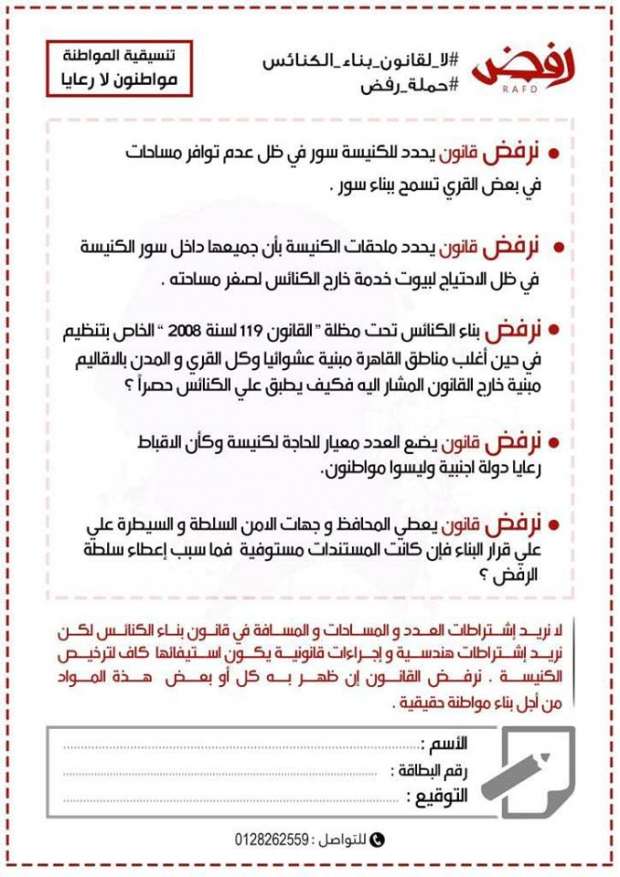 تنسيقية المواطنة
مواطنون لا رعايا
#لا_لقانون_بناء_الكنائس
#حملة_رفض
رفض
RAFD
• نرفض قانون يحدد للكنيسة سور في ظل عدم توافر مساحات
في بعض القري تسمح ببناء سور .
• نرفض قانون يحدد ملحقات الكنيسة بأن جميعها داخل سور الكنيسة
في ظل الاحتياج لبيوت خدمة خارج الكنائس لصغر مساحته .
• نرفض بناء الكنائس تحت مظلة " القانون 119 لسنة 2008 " الخاص بتنظيم
في حين أغلب مناطق القاهرة مبنية عشوائيا وكل القري و المدن بالاقاليم
مبنية خارج القانون المشار اليه فكيف يطبق علي الكنائس حصراً ؟
• نرفض قانون يضع العدد معيار للحاجة لكنيسة وكأن الاقباط
رعايا دولة اجنبية وليسوا مواطنون.
• نرفض قانون يعطي المحافظ و جهات الامن السلطة و السيطرة علي
علي قرار البناء فإن كانت المستندات مستوفية فما سبب إعطاء سلطة
الرفض ؟
لا نريد إشتراطات العدد و المساحات و المسافة في قانون بناء الكنائس لكن
نريد إشتراطات هندسية و إجراءات قانونية يكون استيفائها كاف لترخيص
الكنيسة . نرفض القانون إن ظهر به كل أو بعض هذة المواد
من أجل بناء مواطنة حقيقية .
الأسم :
رقم البطاقة :
التوقيع :
للتواصل : 0128262559